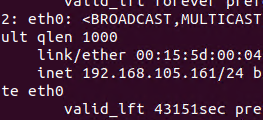 valid_lft forever pref
2: eth0: <BROADCAST,MULTICAST
ult qlen 1000
link/ether 00:15:5d:00:04
inet 192.168.105.161/24 b
te eth0
valid_lft 43151sec pre